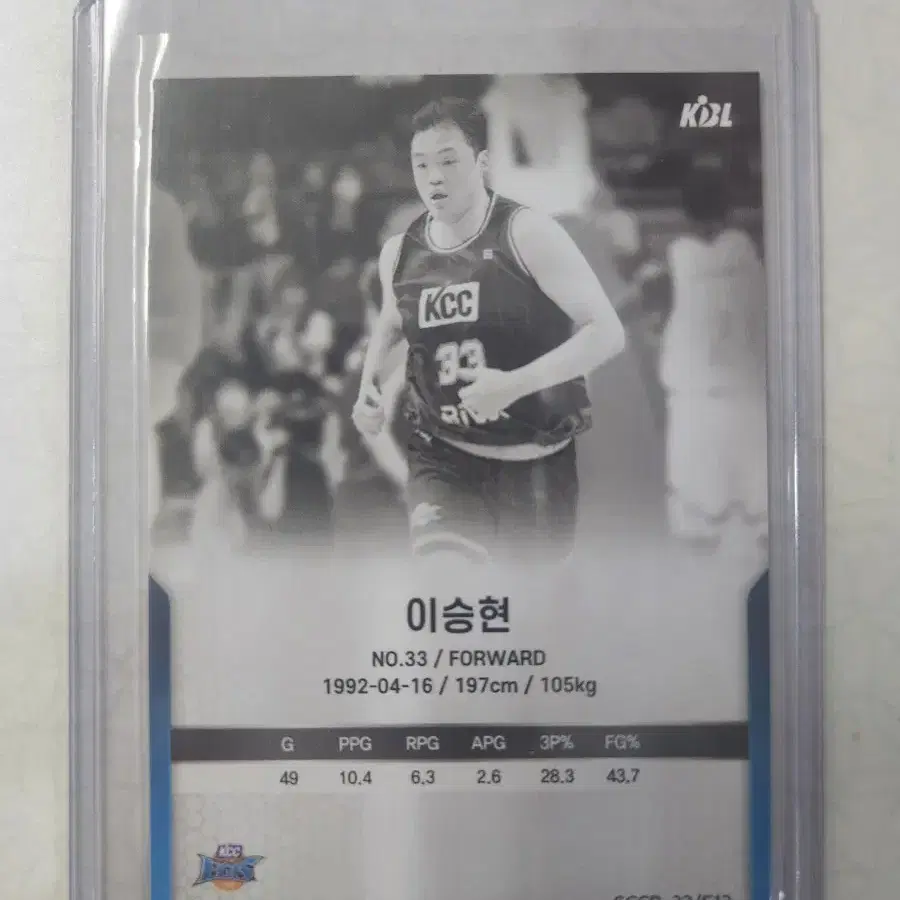 KBL
KCC
33
이승현
NO.33 / FORWARD
1992-04-16 / 197cm / 105kg
G PPG RPG APG 3P% FG%
49 10.4 6.3 2.6 28.3 43.7
KCC